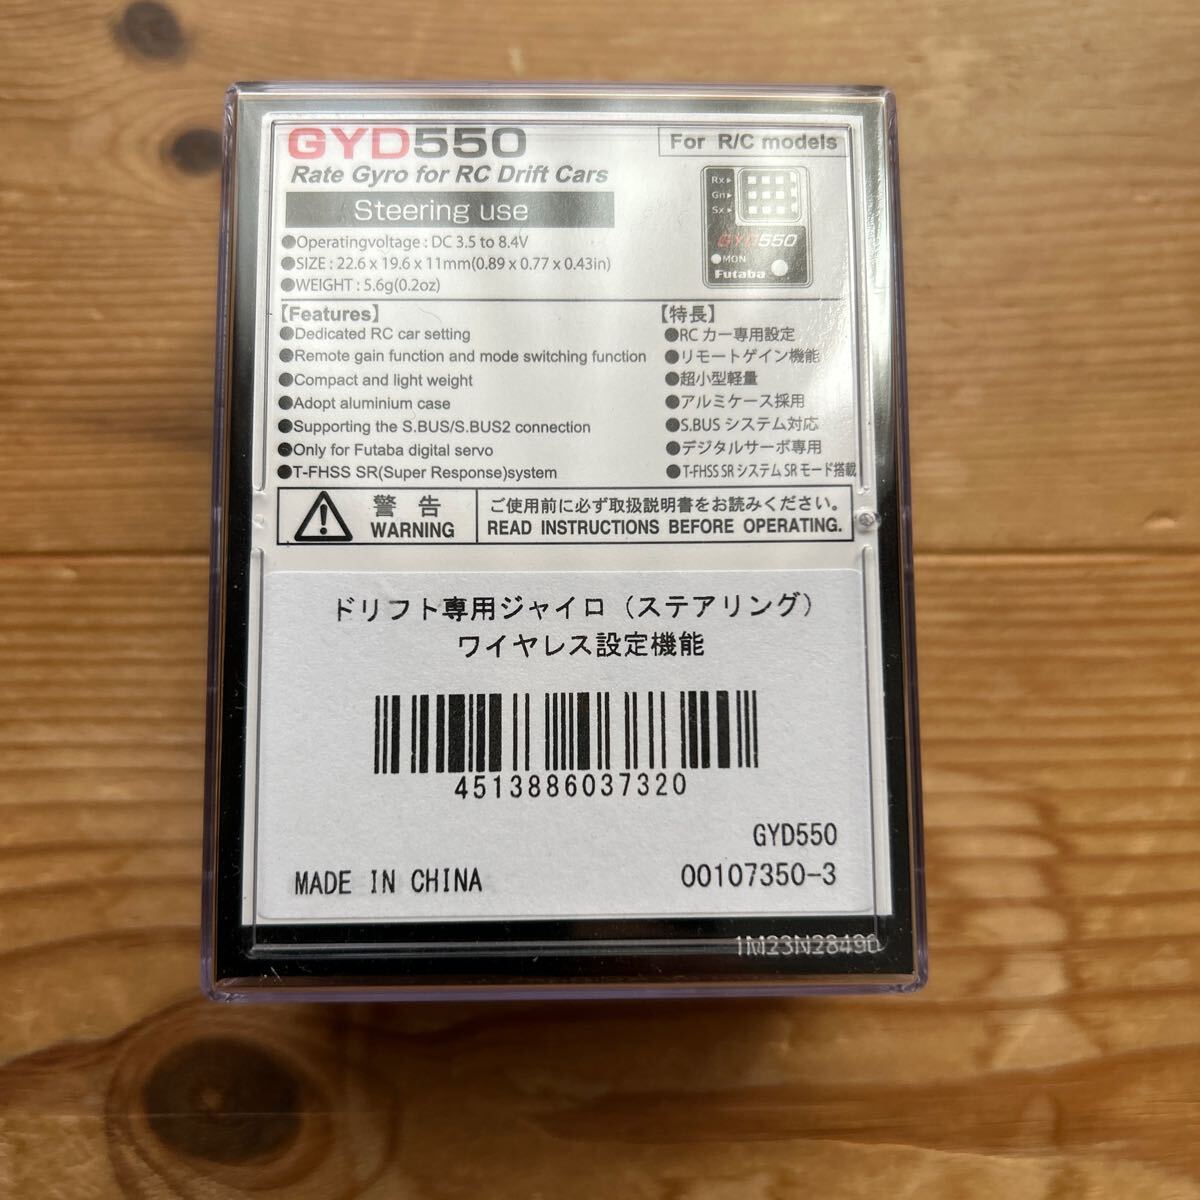 GYD550
For R/C models
Rate Gyro for RC Drift Cars
Steering use
●Operatingvoltage : DC 3.5 to 8.4V
●SIZE : 22.6 x 19.6 x 11mm(0.89 x 0.77 x 0.43in)
●WEIGHT : 5.6g(0.2oz)
Rx▶
Gn▶
Sx▶
GYD550
MON
Futaba
【Features】
●Dedicated RC car setting
●Remote gain function and mode switching function
●Compact and light weight
●Adopt aluminium case
●Supporting the S.BUS/S.BUS2 connection
●Only for Futaba digital servo
●T-FHSS SR(Super Response)system
【特長】
●RC カー専用設定
●リモートゲイン機能
●超小型軽量
●アルミケース採用
●S.BUS システム対応
●デジタルサーボ専用
●T-FHSS SR システム SR モード搭載
警 告
WARNING
ご使用前に必ず取扱説明書をお読みください。
READ INSTRUCTIONS BEFORE OPERATING.
ドリフト専用ジャイロ（ステアリング）
ワイヤレス設定機能
4513886037320
GYD550
MADE IN CHINA
00107350-3
1M23N28490